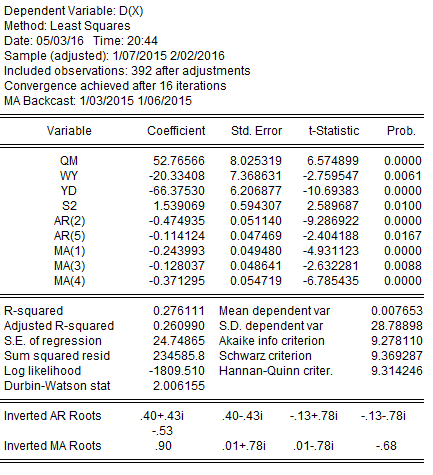 Dependent Variable: D(X)
Method: Least Squares
Date: 05/03/16 Time: 20:44
Sample (adjusted): 1/07/2015 2/02/2016
Included observations: 392 after adjustments
Convergence achieved after 16 iterations
MA Backcast: 1/03/2015 1/06/2015
Variable Coefficient Std. Error t-Statistic Prob.
QM 52.76566 8.025319 6.574899 0.0000
WY -20.33408 7.368631 -2.759547 0.0061
YD -66.37530 6.206877 -10.69383 0.0000
S2 1.539069 0.594307 2.589687 0.0100
AR(2) -0.474935 0.051140 -9.286922 0.0000
AR(5) -0.114124 0.047469 -2.404188 0.0167
MA(1) -0.243993 0.049480 -4.931123 0.0000
MA(3) -0.128037 0.048641 -2.632281 0.0088
MA(4) -0.371295 0.054719 -6.785435 0.0000
R-squared 0.276111 Mean dependent var 0.007653
Adjusted R-squared 0.260990 S.D. dependent var 28.78898
S.E. of regression 24.74865 Akaike info criterion 9.278110
Sum squared resid 234585.8 Schwarz criterion 9.369287
Log likelihood -1809.510 Hannan-Quinn criter. 9.314246
Durbin-Watson stat 2.006155
Inverted AR Roots .40+.43i .40-.43i -.13+.78i -.13-.78i
-.53
Inverted MA Roots .90 .01+.78i .01-.78i -.68